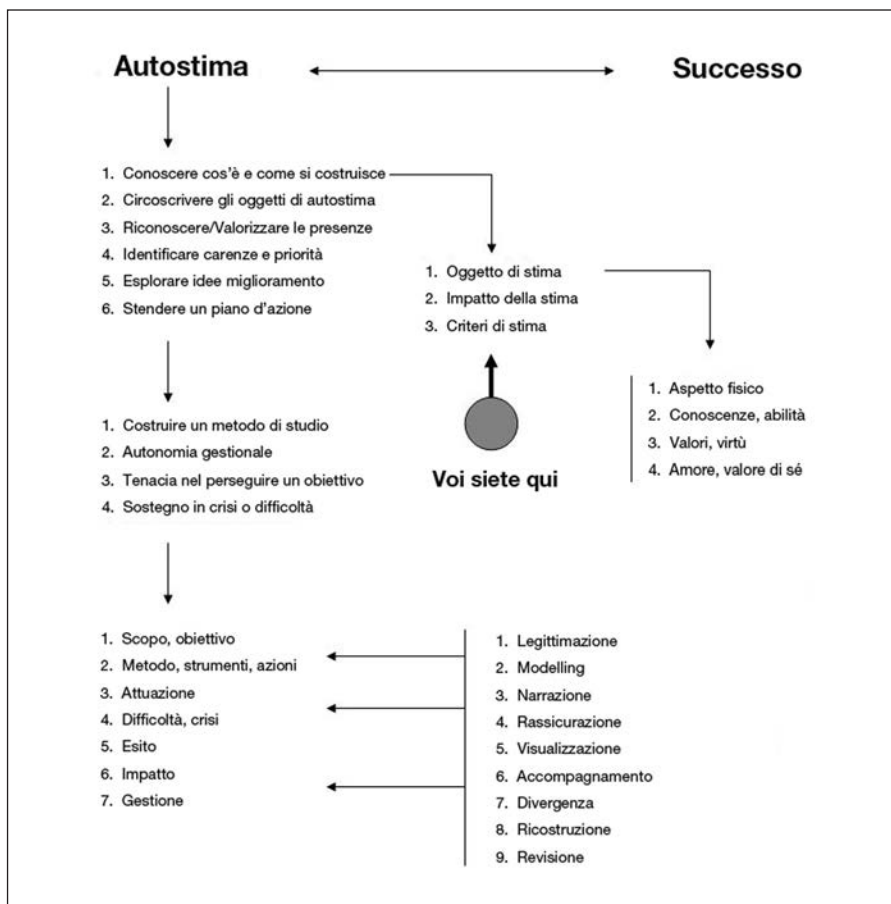 Autostima
Successo
1. Conoscere cos'è e come si costruisce
2. Circoscrivere gli oggetti di autostima
3. Riconoscere/Valorizzare le presenze
4. Identificare carenze e priorità
5. Esplorare idee miglioramento
6. Stendere un piano d'azione
1. Oggetto di stima
2. Impatto della stima
3. Criteri di stima
Voi siete qui
1. Aspetto fisico
2. Conoscenze, abilità
3. Valori, virtù
4. Amore, valore di sé
1. Costruire un metodo di studio
2. Autonomia gestionale
3. Tenacia nel perseguire un obiettivo
4. Sostegno in crisi o difficoltà
1. Scopo, obiettivo
2. Metodo, strumenti, azioni
3. Attuazione
4. Difficoltà, crisi
5. Esito
6. Impatto
7. Gestione
1. Legittimazione
2. Modelling
3. Narrazione
4. Rassicurazione
5. Visualizzazione
6. Accompagnamento
7. Divergenza
8. Ricostruzione
9. Revisione